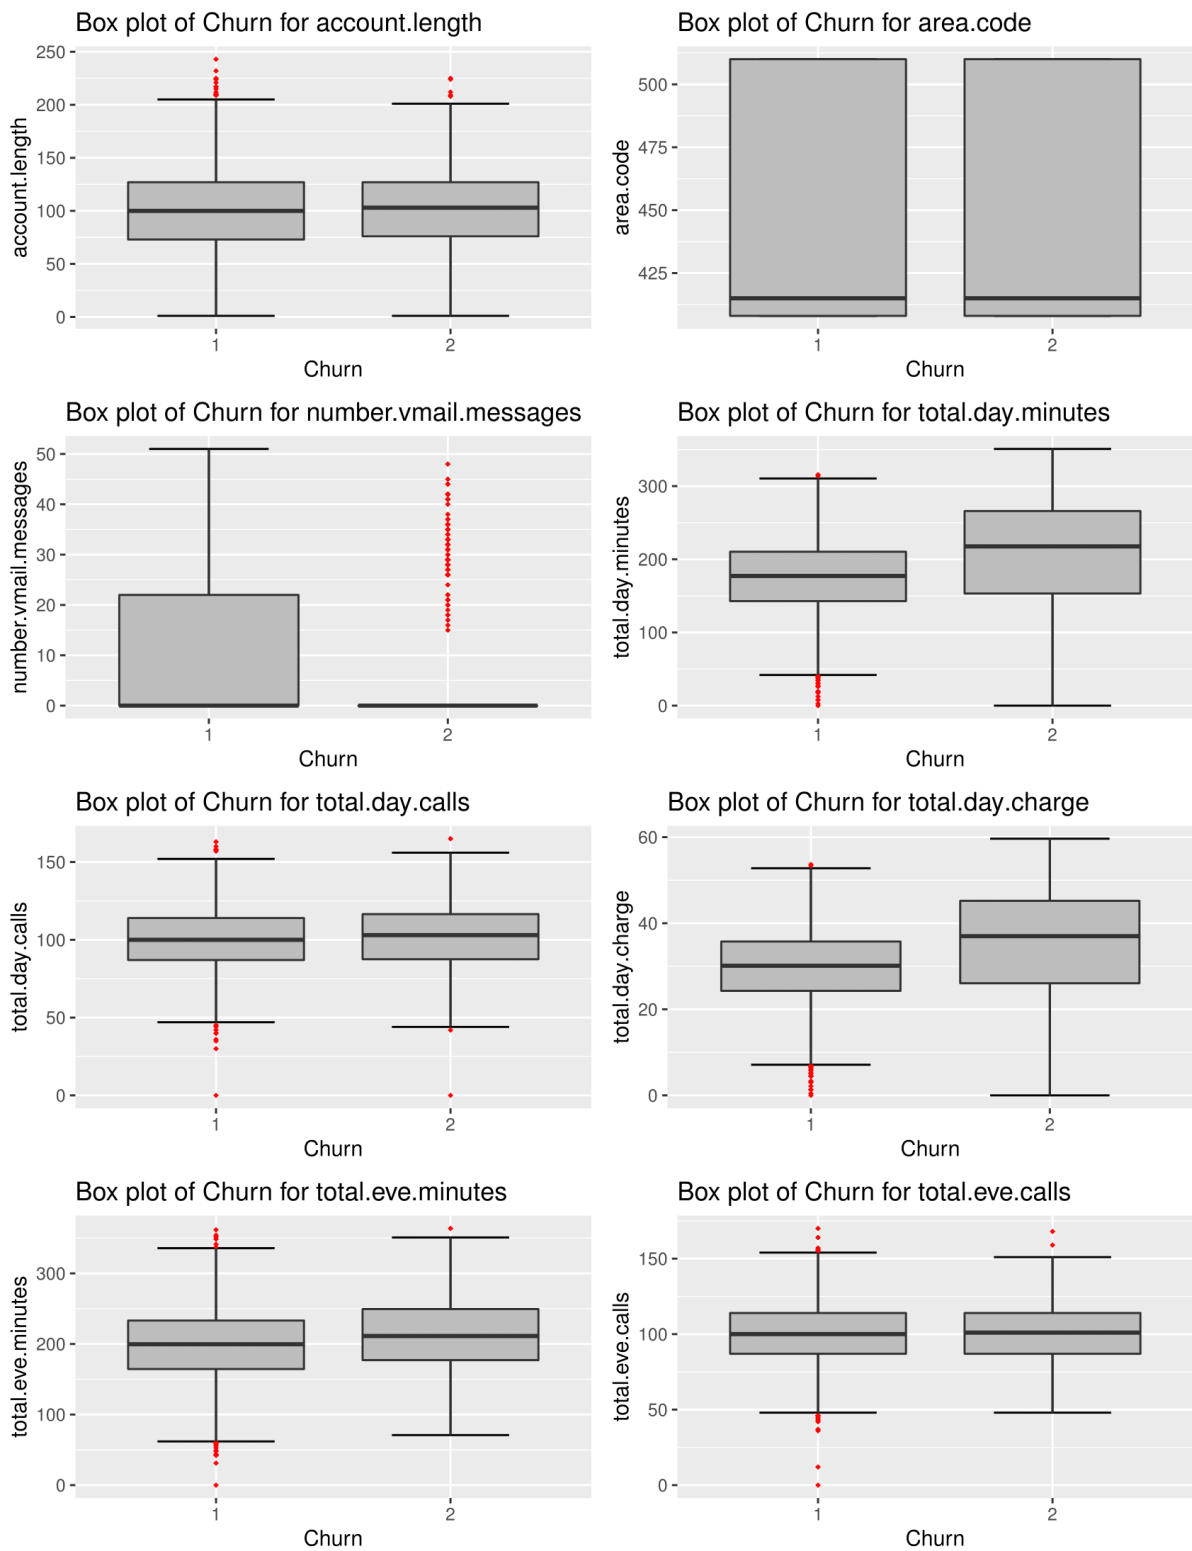 Box plot of Churn for account.length
account.length
250
200
150
100
50
0
1
2
Churn
Box plot of Churn for area.code
area.code
500
475
450
425
1
2
Churn
Box plot of Churn for number.vmail.messages
number.vmail.messages
50
40
30
20
10
0
1
2
Churn
Box plot of Churn for total.day.minutes
total.day.minutes
300
200
100
0
1
2
Churn
Box plot of Churn for total.day.calls
total.day.calls
150
100
50
0
1
2
Churn
Box plot of Churn for total.day.charge
total.day.charge
60
40
20
0
1
2
Churn
Box plot of Churn for total.eve.minutes
total.eve.minutes
300
200
100
0
1
2
Churn
Box plot of Churn for total.eve.calls
total.eve.calls
150
100
50
0
1
2
Churn